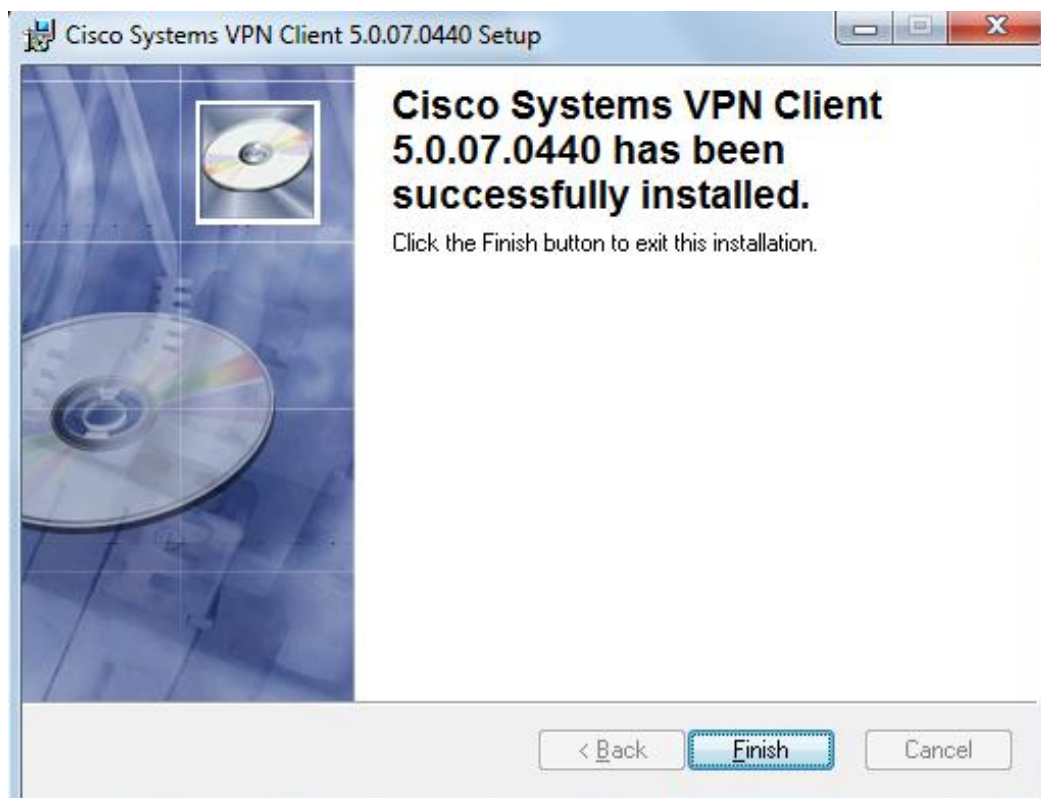 Cisco Systems VPN Client 5.0.07.0440 Setup
Cisco Systems VPN Client
5.0.07.0440 has been
successfully installed.
Click the Finish button to exit this installation.
< Back
Finish
Cancel